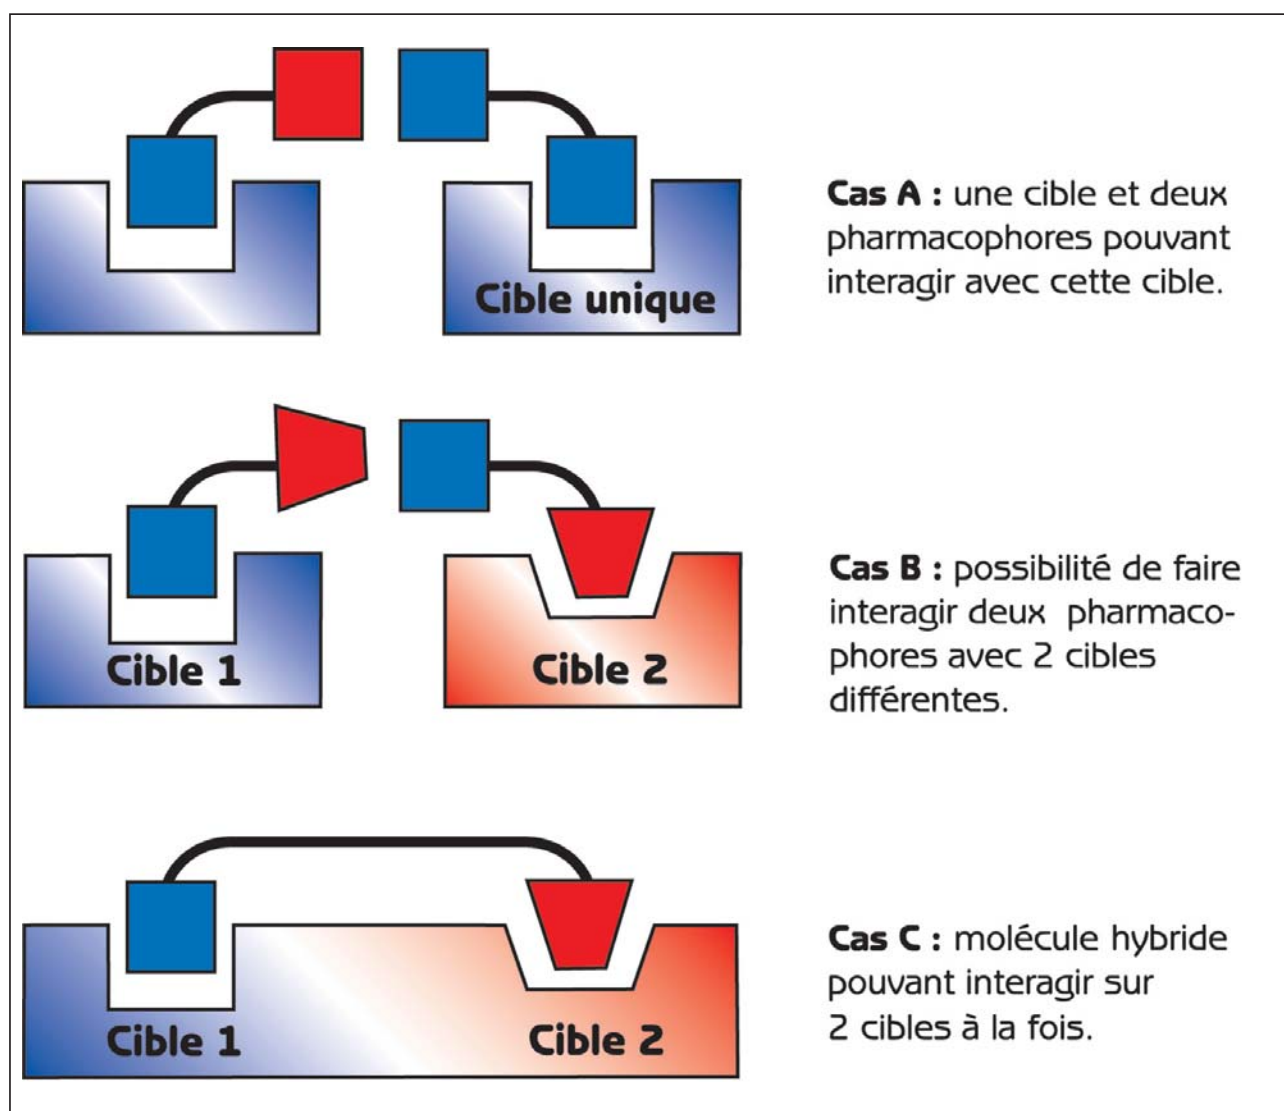 Cible unique
Cas A : une cible et deux
pharmacophores pouvant
interagir avec cette cible.
Cible 1
Cible 2
Cas B : possibilité de faire
interagir deux pharmaco-
phores avec 2 cibles
différentes.
Cible 1
Cible 2
Cas C : molécule hybride
pouvant interagir sur
2 cibles à la fois.